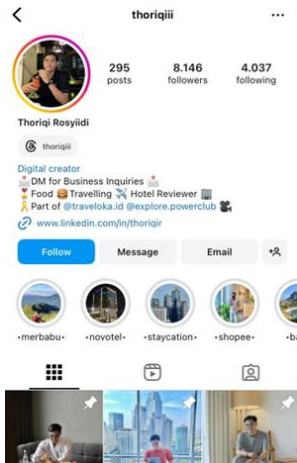 thoriqiii
295 8.146 4.037
posts followers following
Thoriqi Rosyiidi
thoriqiii
Digital creator
DM for Business Inquiries
Food Travelling Hotel Reviewer
Part of @traveloka.id @explore.powerclub
www.linkedin.com/in/thoriqir
Follow Message Email
•merbabu• •novotel• •staycation• •shopee• •ba